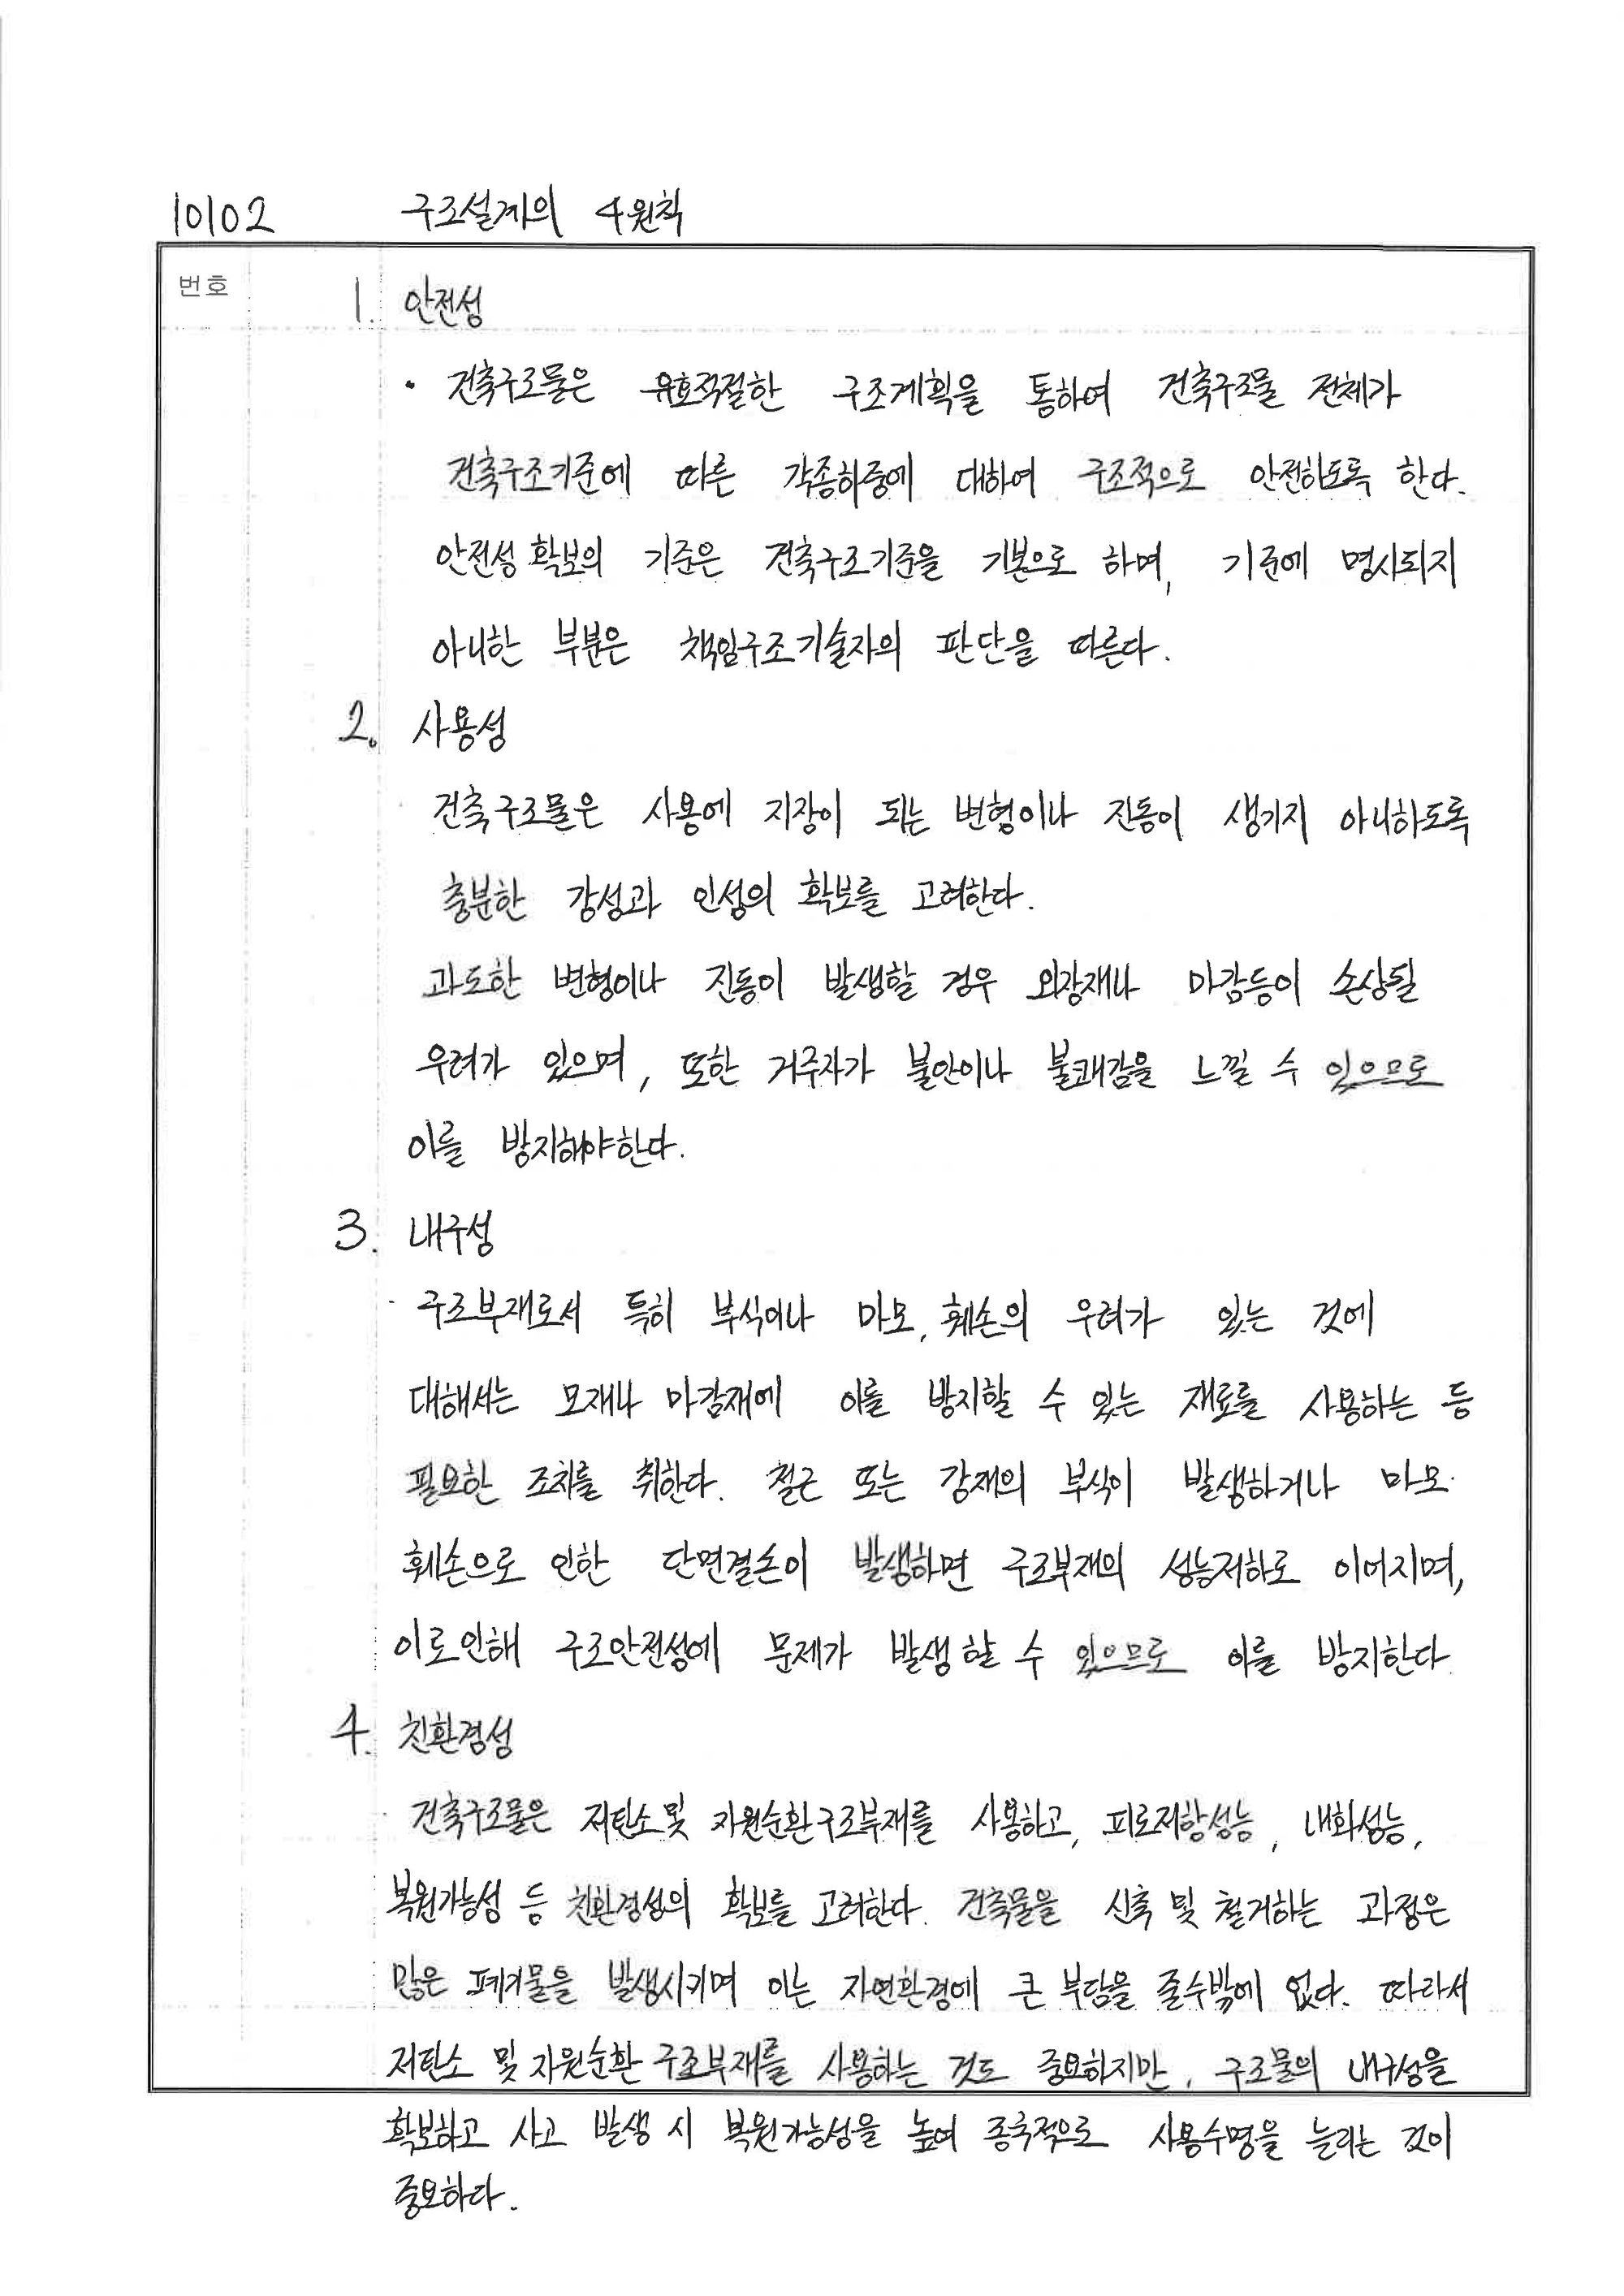 10102 구조설계의 4원칙
번호
1. 안전성
• 건축구조물은 유효적절한 구조계획을 통하여 건축구조물 전체가
건축구조기준에 따른 각종하중에 대하여 구조적으로 안전하도록 한다.
안전성 확보의 기준은 건축구조기준을 기본으로 하며, 기준에 명시되지
아니한 부분은 책임구조기술자의 판단을 따른다.
2. 사용성
· 건축구조물은 사용에 지장이 되는 변형이나 진동이 생기지 아니하도록
충분한 강성과 인성의 확보를 고려한다.
과도한 변형이나 진동이 발생할 경우 외장재나 마감등이 손상될
우려가 있으며, 또한 거주자가 불안이나 불쾌감을 느낄 수 있으므로
이를 방지해야한다.
3. 내구성
· 구조부재로서 특히 부식이나 마모, 훼손의 우려가 있는 것에
대해서는 모재나 마감재에 이를 방지할 수 있는 재료를 사용하는 등
필요한 조치를 취한다. 철근 또는 강재의 부식이 발생하거나 마모·
훼손으로 인한 단면결손이 발생하면 구조부재의 성능저하로 이어지며,
이로인해 구조안전성에 문제가 발생할 수 있으므로 이를 방지한다.
4. 친환경성
· 건축구조물은 저탄소 및 자원순환구조부재를 사용하고, 피로저항성능, 내화성능,
복원가능성 등 친환경성의 확보를 고려한다. 건축물을 신축 및 철거하는 과정은
많은 폐기물을 발생시키며 이는 자연환경에 큰 부담을 줄수밖에 없다. 따라서
저탄소 및 자원순환 구조부재를 사용하는 것도 중요하지만, 구조물의 내구성을
확보하고 사고 발생 시 복원가능성을 높여 종국적으로 사용수명을 늘리는 것이
중요하다.